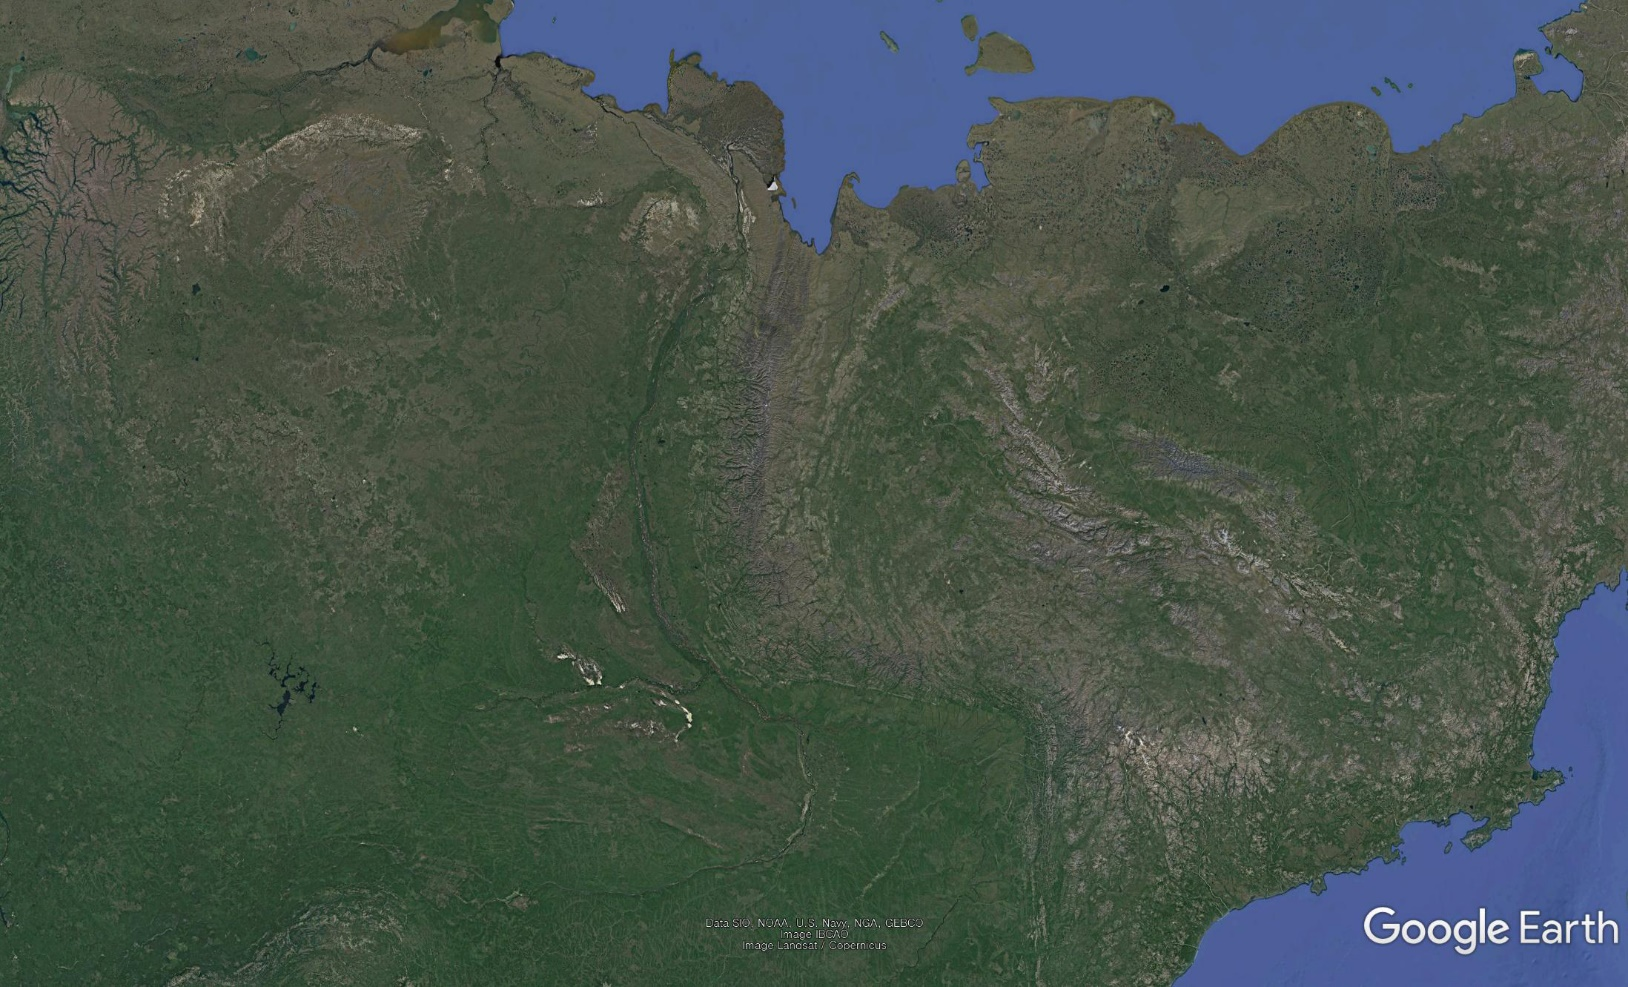 Data SIO, NOAA, U.S. Navy, NGA, GEBCO
Image IBCAO
Image Landsat / Copernicus
Google Earth